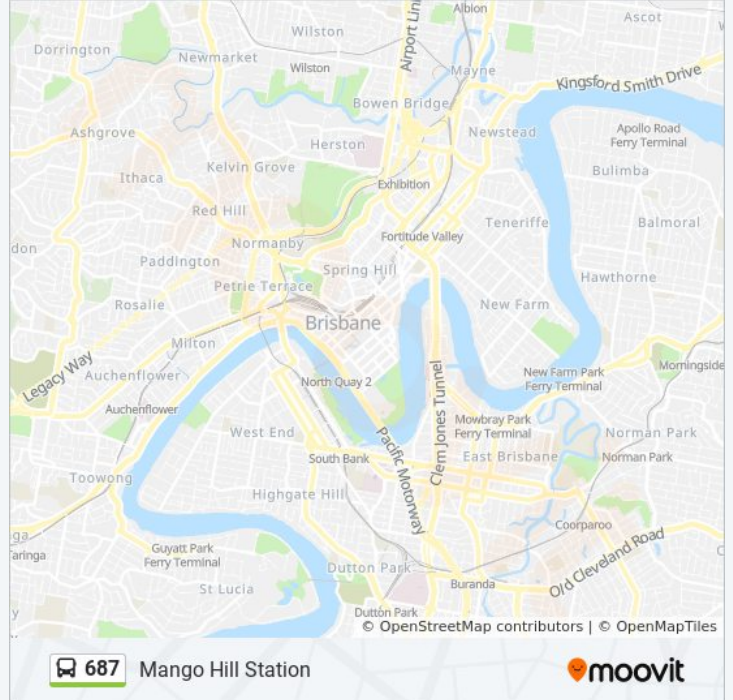 Albion
Ascot
Wilston
Dorrington
Airport Lin
Newmarket
Wilston
Mayne
Kingsford Smith Drive
Bowen Bridge
Ashgrove
Newstead
Apollo Road
Ferry Terminal
Herston
Kelvin Grove
Bulimba
Ithaca
Exhibition
Red Hill
Teneriffe
Balmoral
Fortitude Valley
Normanby
don
Paddington
Spring Hill
Hawthorne
Petrie Terrace
Rosalie
New Farm
Brisbane
Milton
Legacy Way
Auchenflower
Morningside
New Farm Park
Ferry Terminal
North Quay 2
Clem Jones Tunnel
Auchenflower
Mowbray Park
Ferry Terminal
West End
Pacific Motorway
Norman Park
South Bank
East Brisbane
Norman Park
Toowong
Highgate Hill
Coorparoo
ga
Taringa
Guyatt Park
Ferry Terminal
Old Cleveland Road
C
Dutton Park
St Lucia
Buranda
y
Dutton Park
© OpenStreetMap contributors | © OpenMapTiles
687 Mango Hill Station
moovit